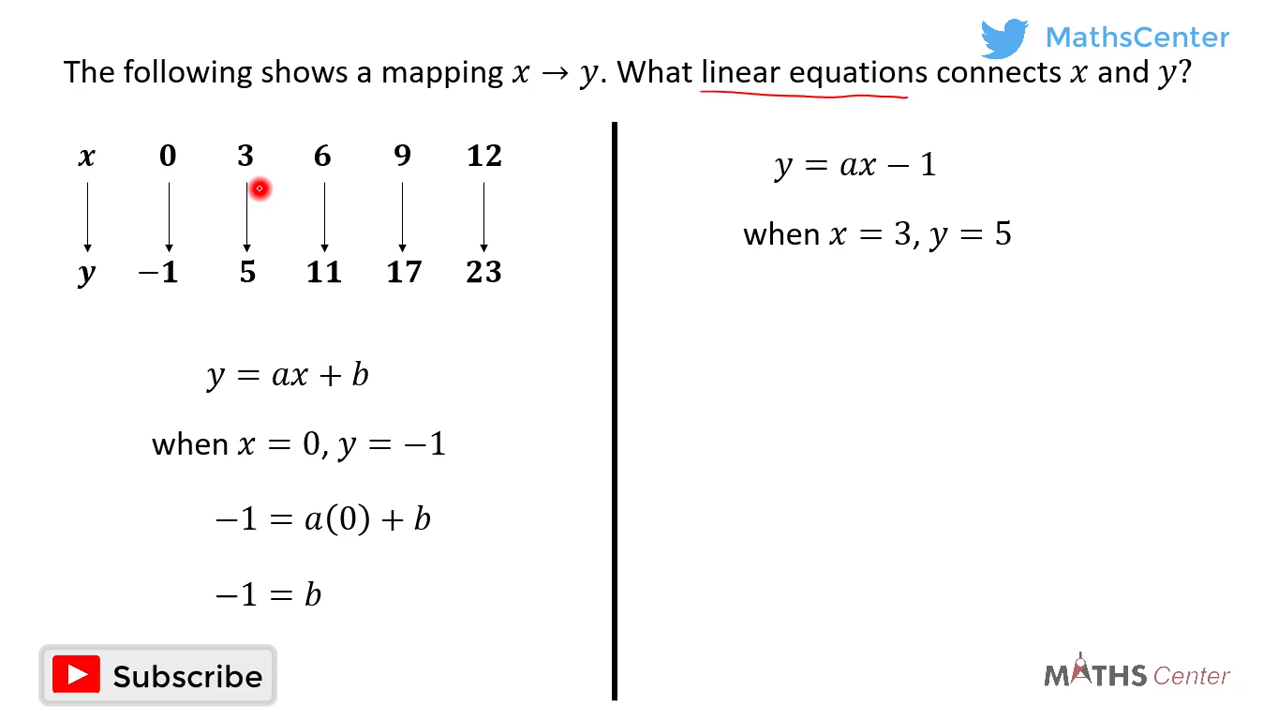 MathsCenter
The following shows a mapping x → y. What linear equations connects x and y?
x 0 3 6 9 12
y −1 5 11 17 23
y = ax + b
when x = 0, y = −1
−1 = a(0) + b
−1 = b
y = ax − 1
when x = 3, y = 5
Subscribe
MATHS Center